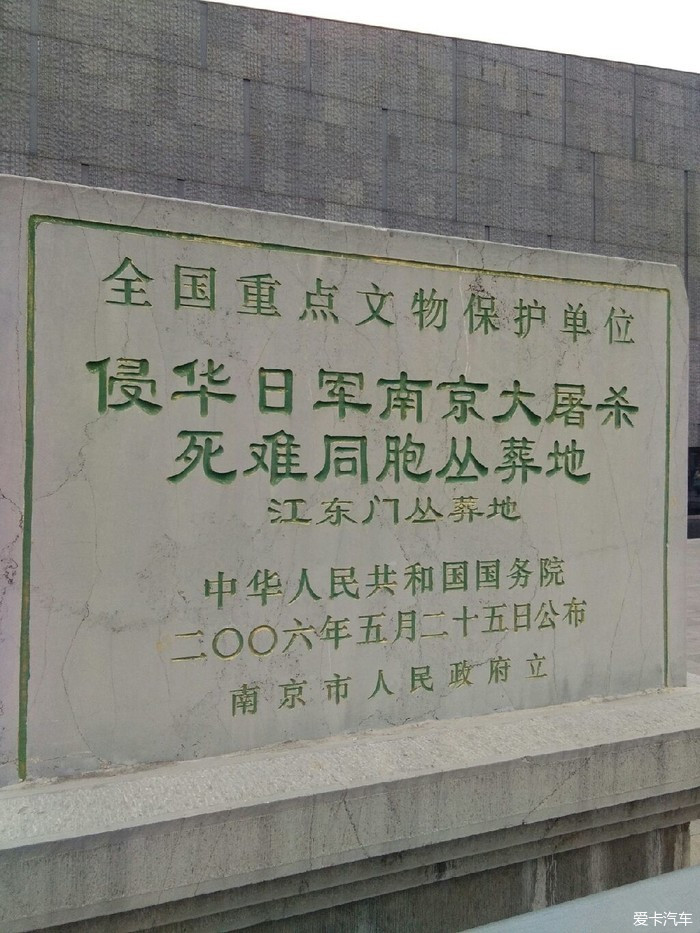 全国重点文物保护单位
侵华日军南京大屠杀
死难同胞丛葬地
江东门丛葬地
中华人民共和国国务院
二〇〇六年五月二十五日公布
南京市人民政府立
爱卡汽车